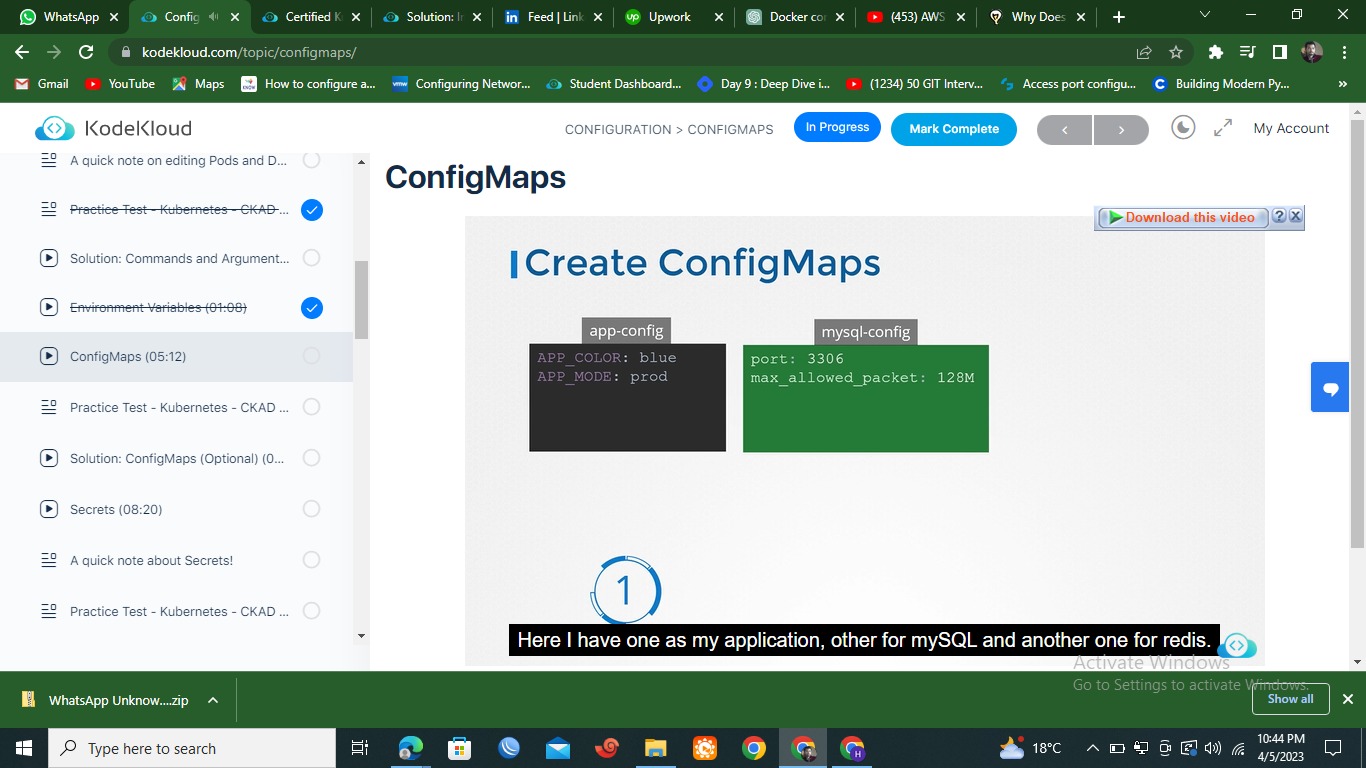 WhatsApp
Config
Certified K
Solution: I
Feed | Link
Upwork
Docker co
(453) AWS
Why Does
kodekloud.com/topic/configmaps/
Gmail
YouTube
Maps
How to configure a...
Configuring Networ...
Student Dashboard...
Day 9 : Deep Dive i...
(1234) 50 GIT Interv...
Access port configu...
Building Modern Py...
»
KodeKloud
CONFIGURATION > CONFIGMAPS
In Progress
Mark Complete
My Account
A quick note on editing Pods and D...
Practice Test - Kubernetes - CKAD ...
Solution: Commands and Argument...
Environment Variables (01:08)
ConfigMaps (05:12)
Practice Test - Kubernetes - CKAD ...
Solution: ConfigMaps (Optional) (0...
Secrets (08:20)
A quick note about Secrets!
Practice Test - Kubernetes - CKAD ...
ConfigMaps
Download this video
Create ConfigMaps
app-config
APP_COLOR: blue
APP_MODE: prod
mysql-config
port: 3306
max_allowed_packet: 128M
1
Here I have one as my application, other for mySQL and another one for redis.
Activate Windows
Go to Settings to activate Windows.
WhatsApp Unknow....zip
Show all
Type here to search
18°C
10:44 PM
4/5/2023